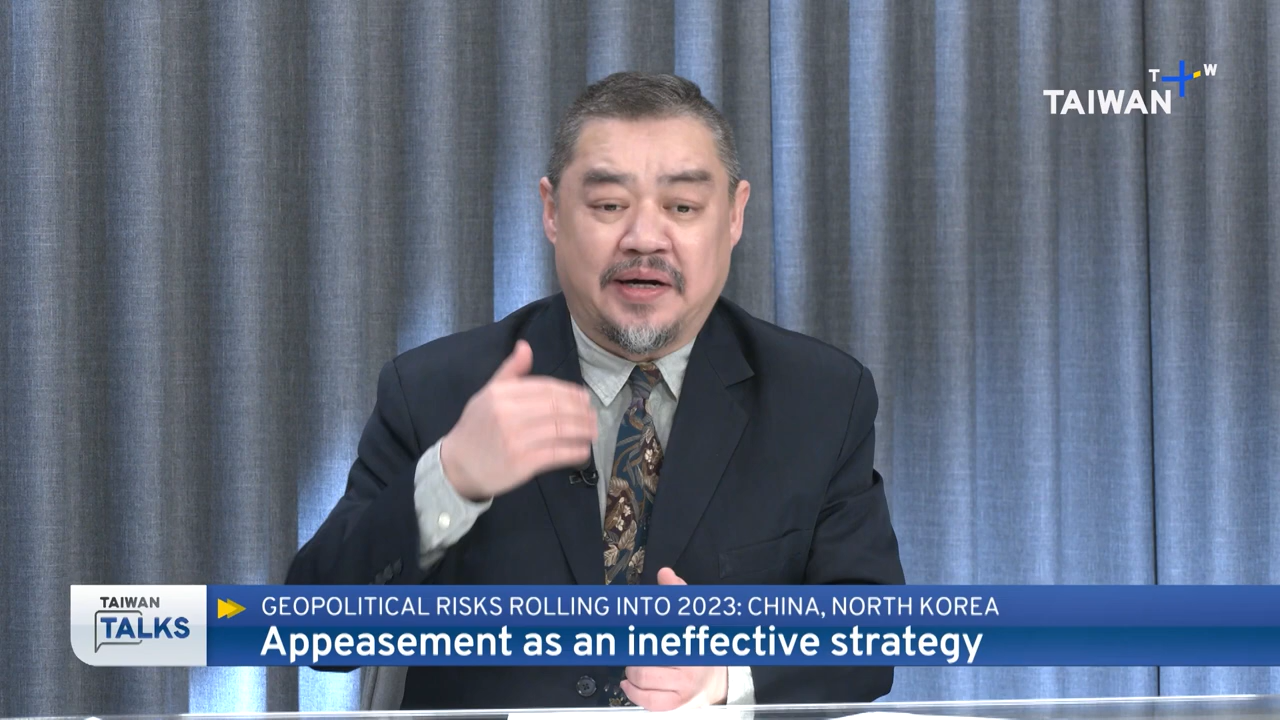 T W
TAIWAN+
TAIWAN
TALKS
GEOPOLITICAL RISKS ROLLING INTO 2023: CHINA, NORTH KOREA
Appeasement as an ineffective strategy